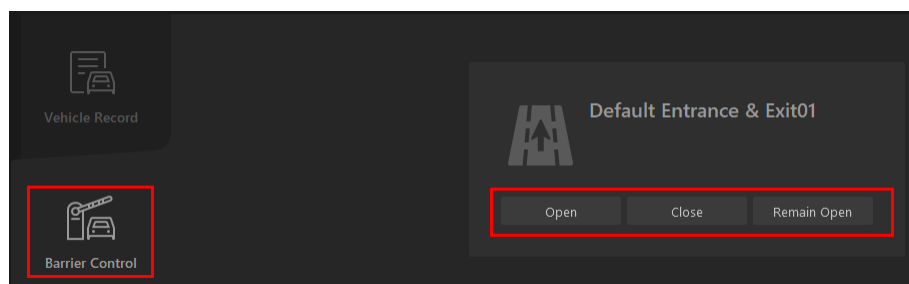 Vehicle Record
Default Entrance & Exit01
Open
Close
Remain Open
Barrier Control